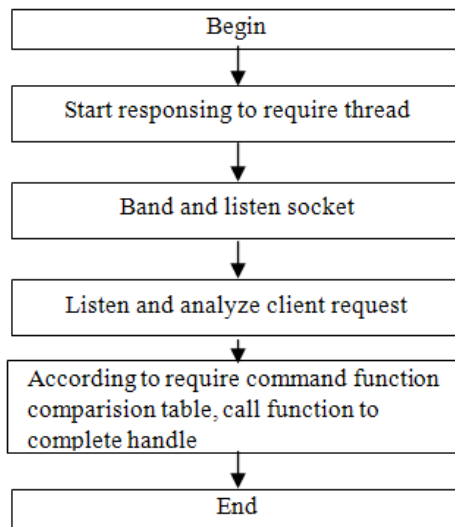 Begin
Start responsing to require thread
Band and listen socket
Listen and analyze client request
According to require command function
comparision table, call function to
complete handle
End